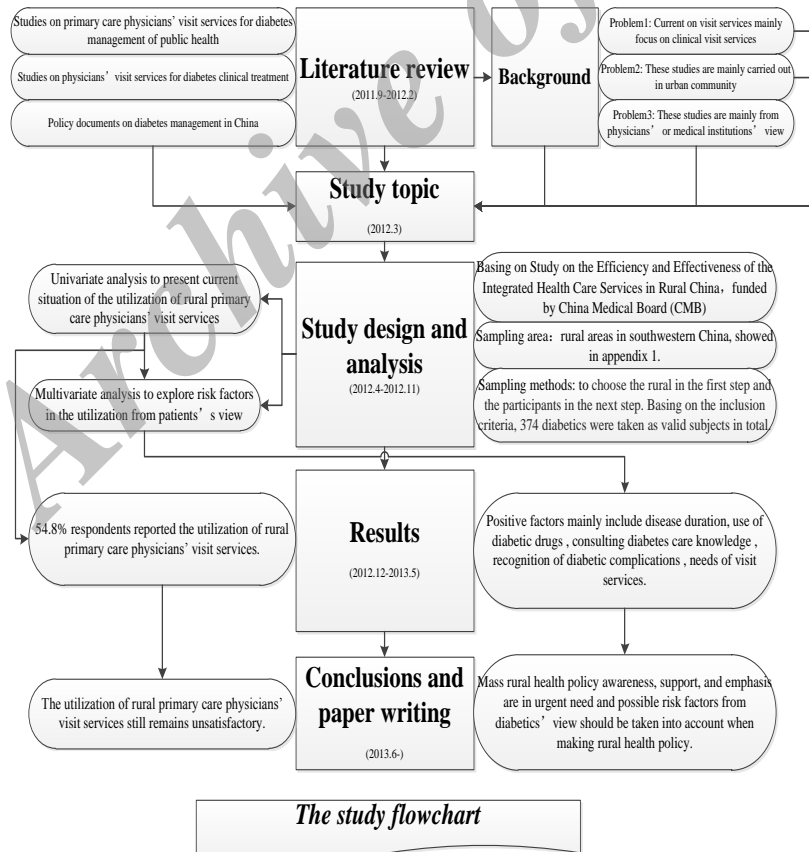 Studies on primary care physicians' visit services for diabetes
management of public health
Studies on physicians' visit services for diabetes clinical treatment
Policy documents on diabetes management in China
Literature review
(2011.9-2012.2)
Background
Problem1: Current on visit services mainly
focus on clinical visit services
Problem2: These studies are mainly carried out
in urban community
Problem3: These studies are mainly from
physicians' or medical institutions' view
Study topic
(2012.3)
Univariate analysis to present current
situation of the utilization of rural primary
care physicians' visit services
Multivariate analysis to explore risk factors
in the utilization from patients' s view
Study design and
analysis
(2012.4-2012.11)
Basing on Study on the Efficiency and Effectiveness of the
Integrated Health Care Services in Rural China, funded
by China Medical Board (CMB)
Sampling area: rural areas in southwestern China, showed
in appendix 1.
Sampling methods: to choose the rural in the first step and
the participants in the next step. Basing on the inclusion
criteria, 374 diabetics were taken as valid subjects in total.
54.8% respondents reported the utilization of rural
primary care physicians' visit services.
Results
(2012.12-2013.5)
Positive factors mainly include disease duration, use of
diabetic drugs , consulting diabetes care knowledge ,
recognition of diabetic complications , needs of visit
services.
The utilization of rural primary care physicians'
visit services still remains unsatisfactory.
Conclusions and
paper writing
(2013.6-)
Mass rural health policy awareness, support, and emphasis
are in urgent need and possible risk factors from
diabetics' view should be taken into account when
making rural health policy.
The study flowchart
Archive of